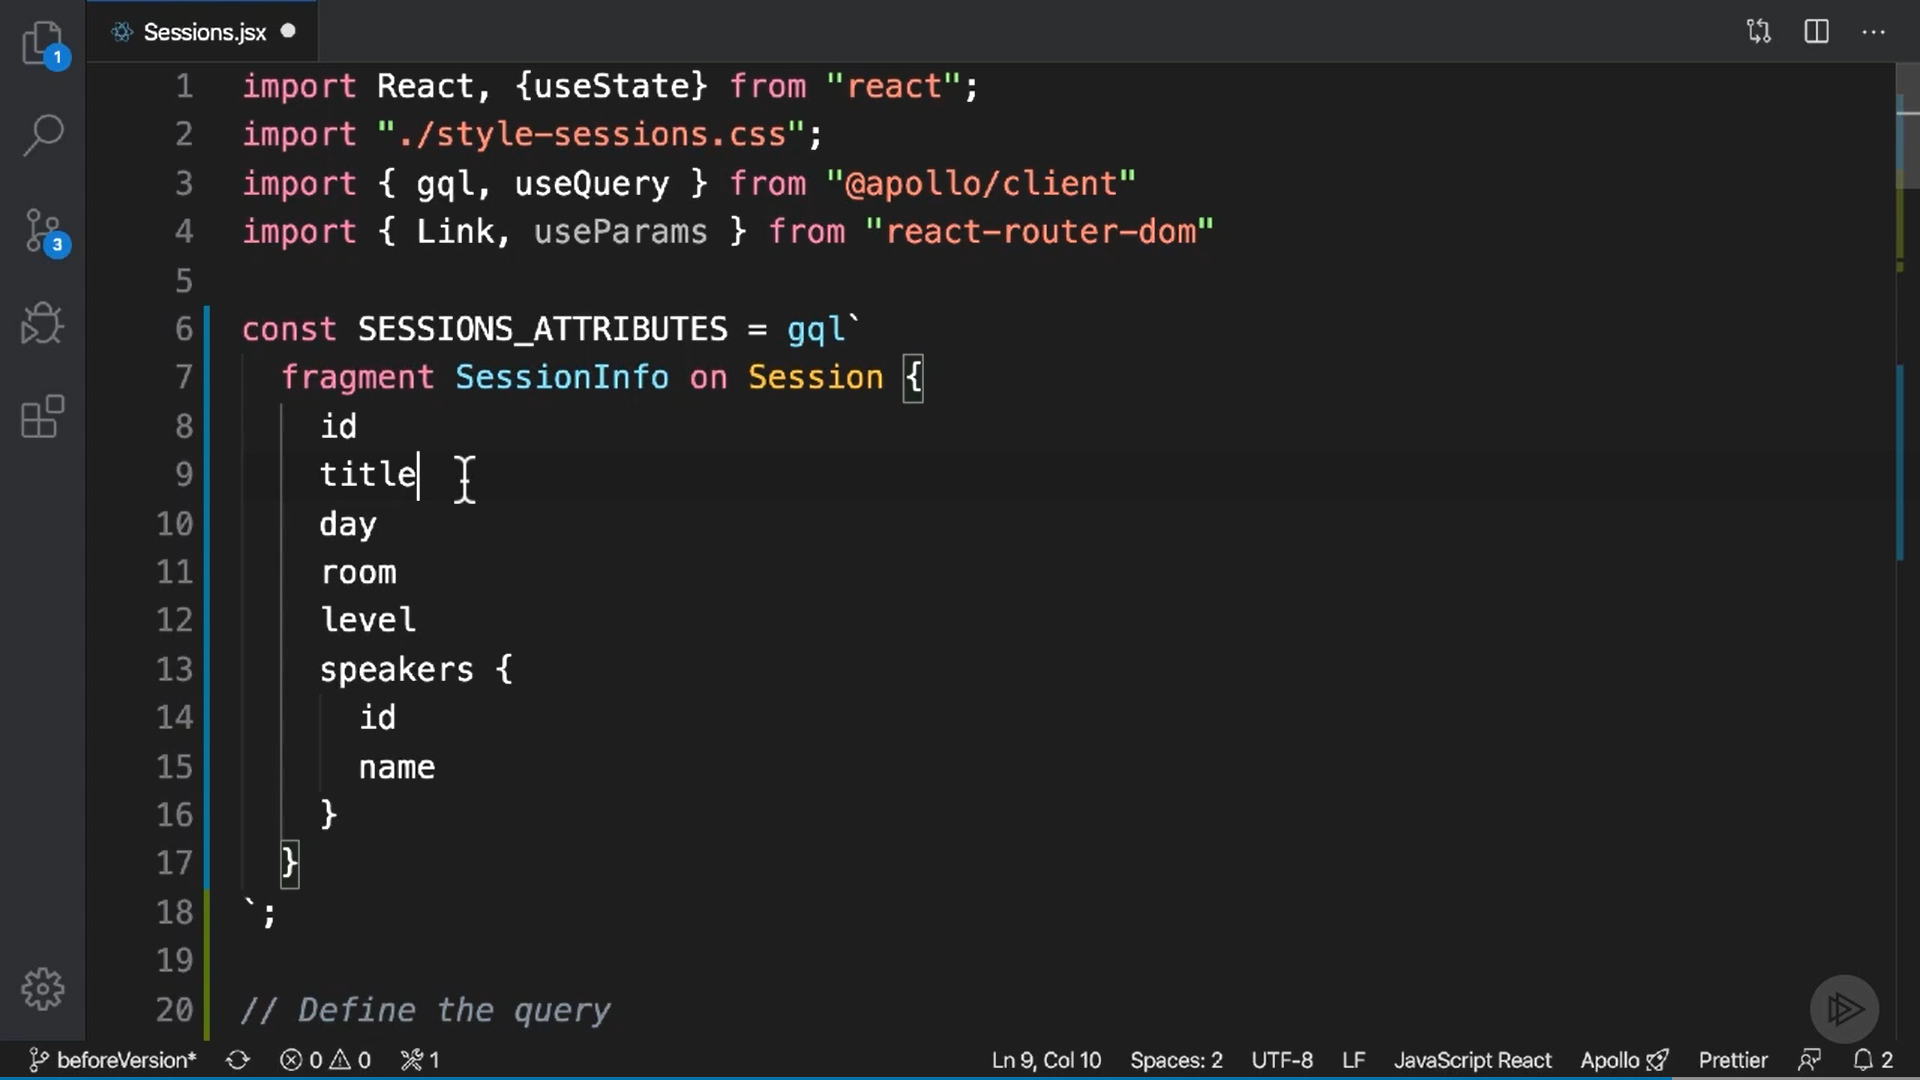 Sessions.jsx
1 import React, {useState} from "react";
2 import "./style-sessions.css";
3 import { gql, useQuery } from "@apollo/client"
4 import { Link, useParams } from "react-router-dom"
5
6 const SESSIONS_ATTRIBUTES = gql`
7 fragment SessionInfo on Session {
8 id
9 title
10 day
11 room
12 level
13 speakers {
14 id
15 name
16 }
17 }
18 `;
19
20 // Define the query
1
3
beforeVersion* 0 0 1 Ln 9, Col 10 Spaces: 2 UTF-8 LF JavaScript React Apollo Prettier 2